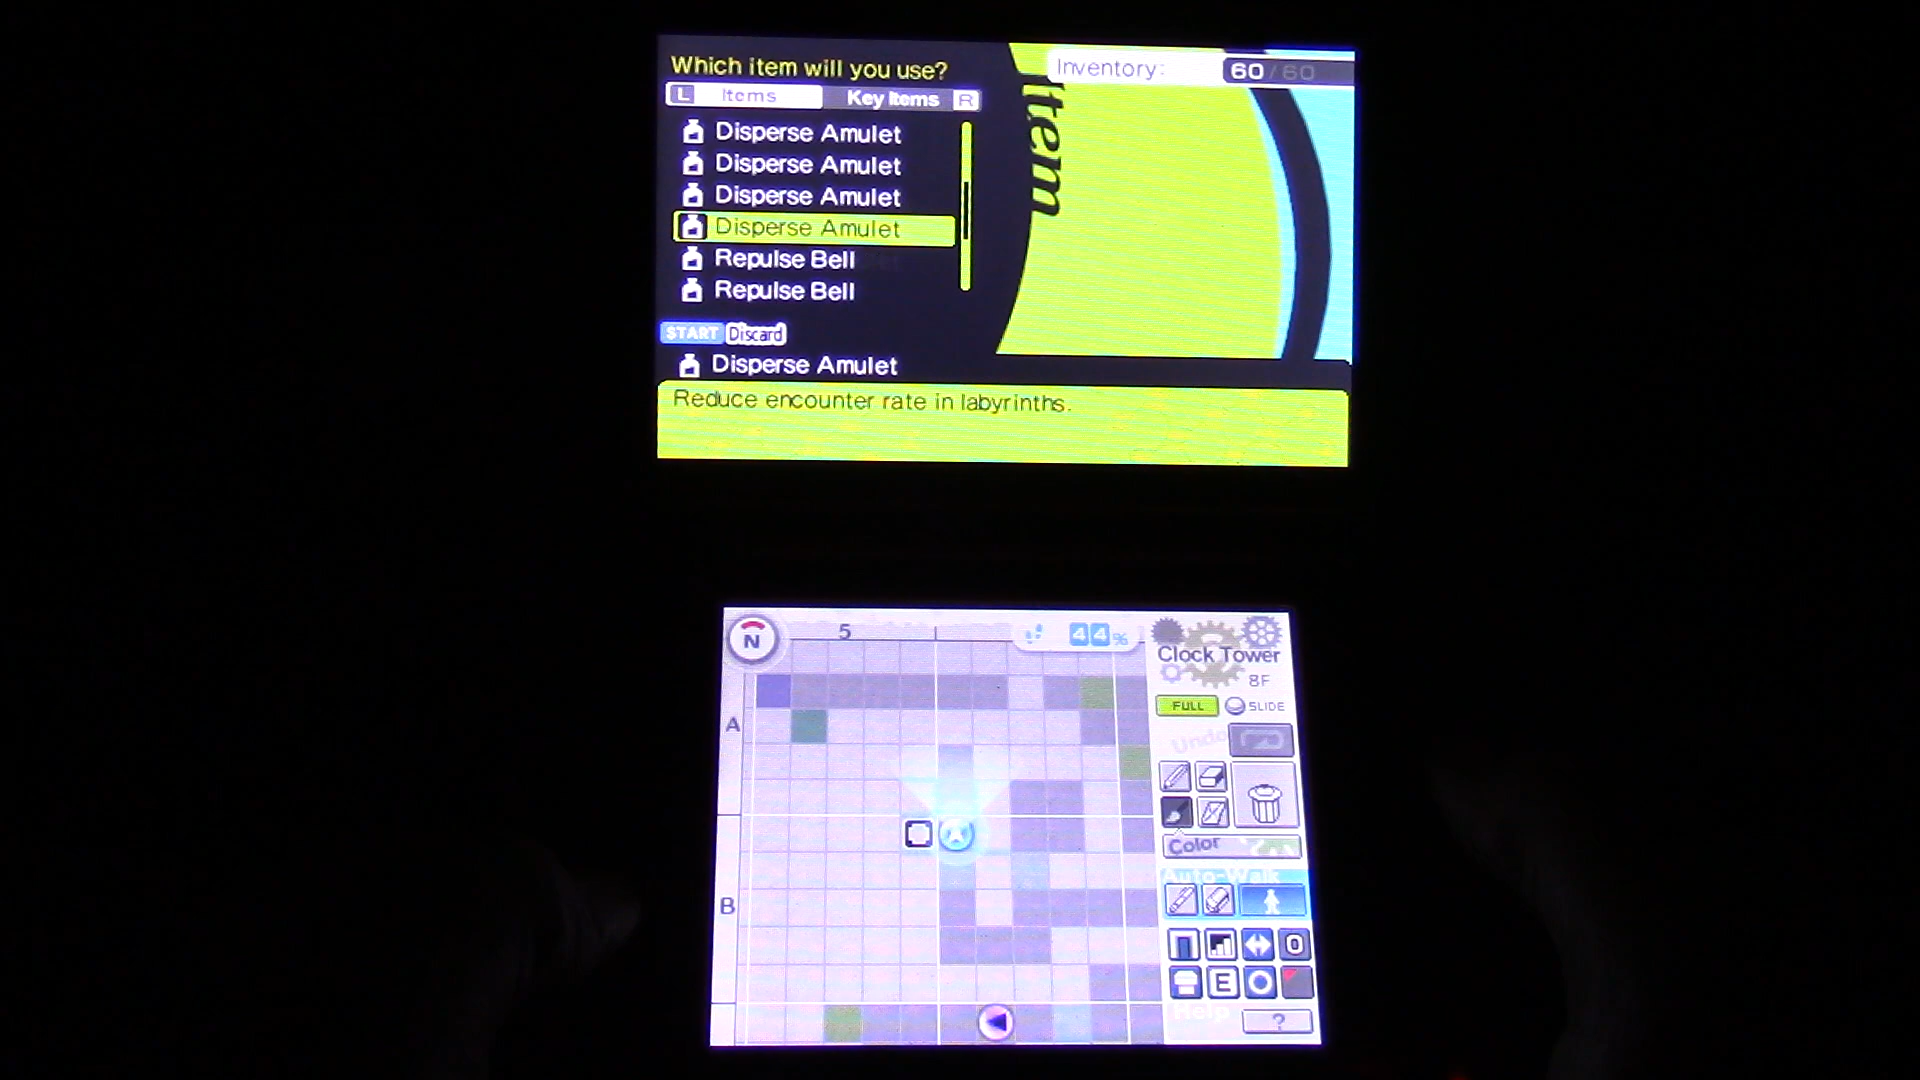 Which item will you use?
Inventory: 60/60
L Items Key Items R
Disperse Amulet
Disperse Amulet
Disperse Amulet
Disperse Amulet
Repulse Bell
Repulse Bell
Item
START Discard
Disperse Amulet
Reduce encounter rate in labyrinths.
N 5 44%
Clock Tower
8F
FULL SLIDE
A
Undo
Color
Auto-Walk
B
O
E
Help ?